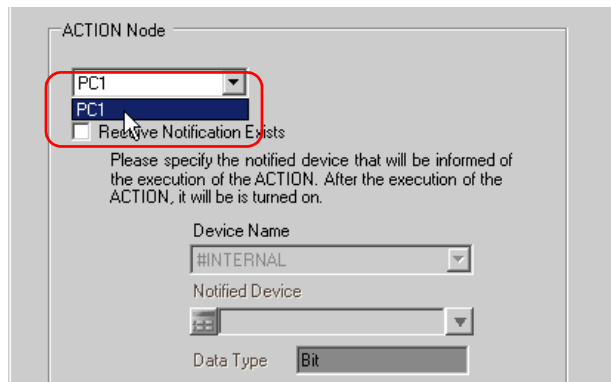 ACTION Node
PC1
PC1
Receive Notification Exists
Please specify the notified device that will be informed of
the execution of the ACTION. After the execution of the
ACTION, it will be is turned on.
Device Name
#INTERNAL
Notified Device
Data Type Bit